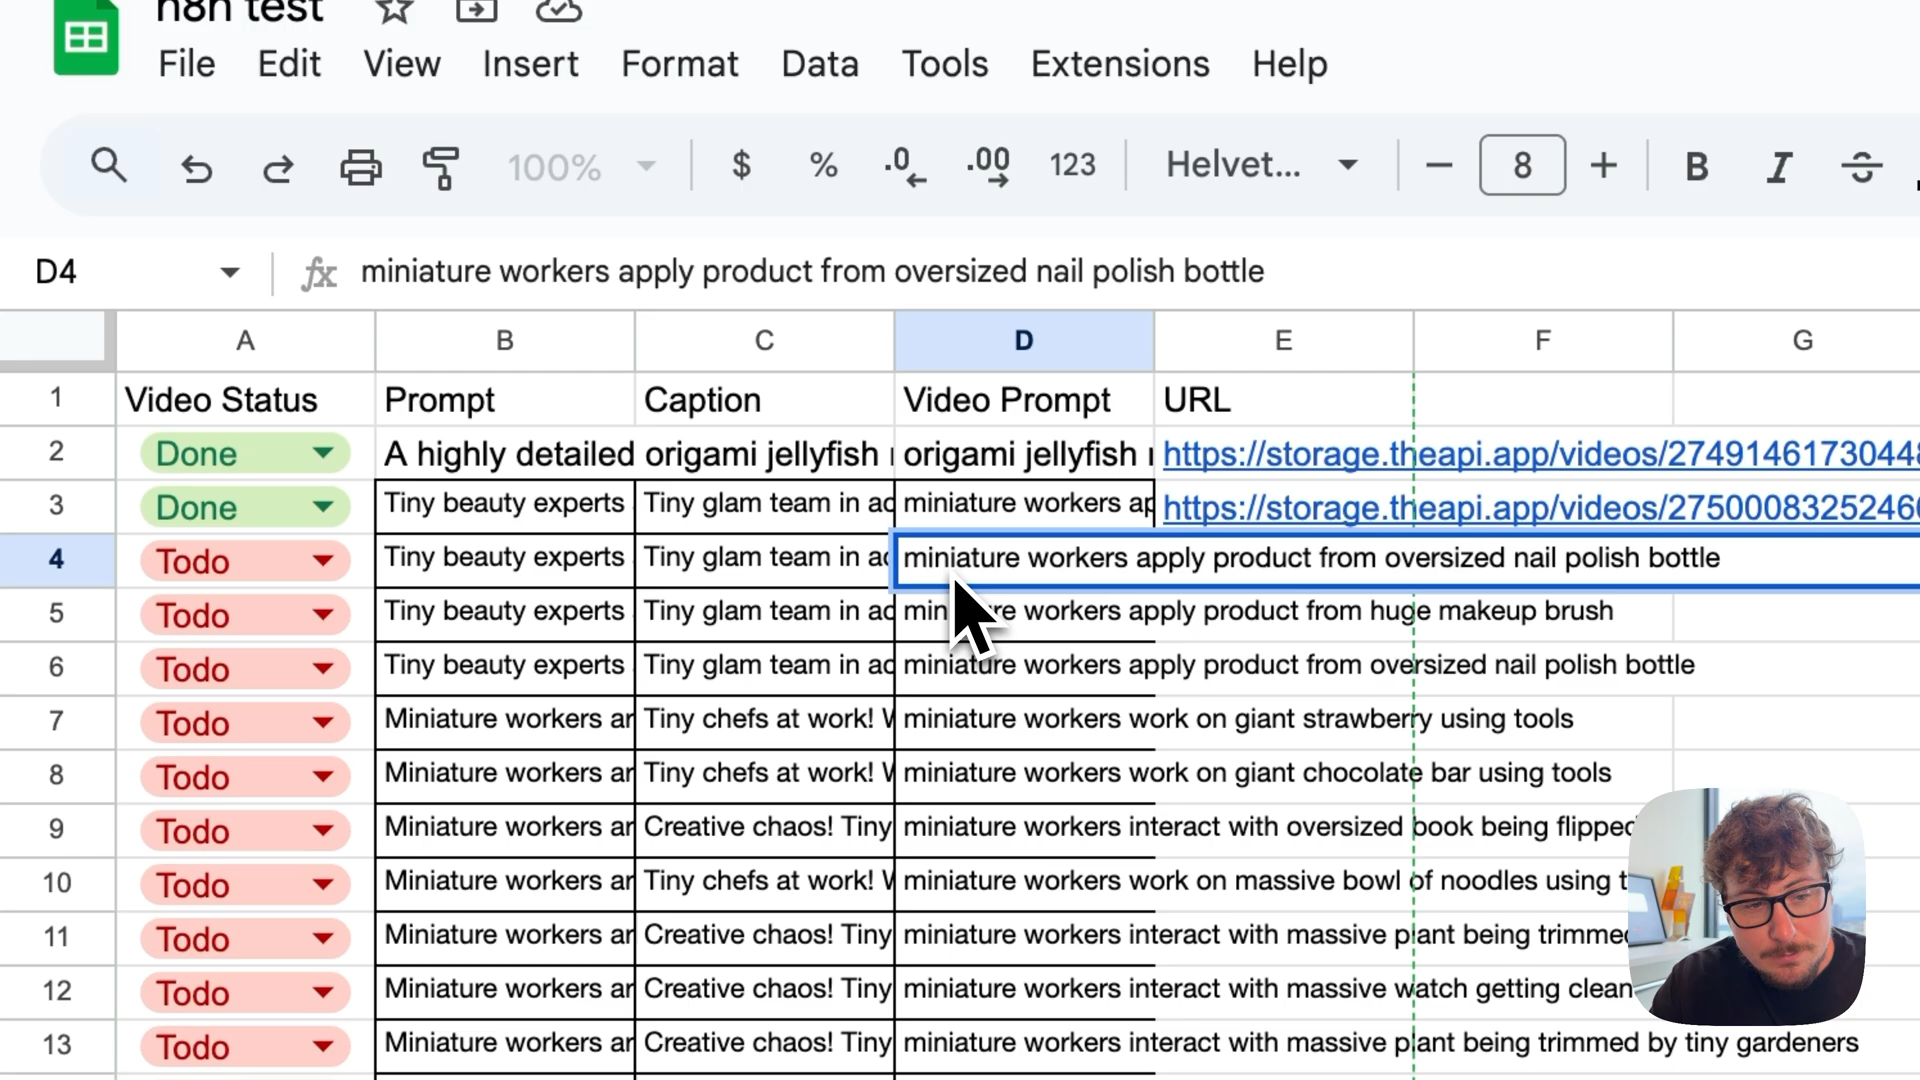 n8n test
File Edit View Insert Format Data Tools Extensions Help
100% $ % .0 .00 123 Helvet... 8 B I
D4 fx miniature workers apply product from oversized nail polish bottle
A B C D E F G
1 Video Status Prompt Caption Video Prompt URL
2 Done A highly detailed origami jellyfish origami jellyfish https://storage.theapi.app/videos/2749146173044
3 Done Tiny beauty experts Tiny glam team in ac miniature workers ap https://storage.theapi.app/videos/2750008325246
4 Todo Tiny beauty experts Tiny glam team in ac miniature workers apply product from oversized nail polish bottle
5 Todo Tiny beauty experts Tiny glam team in ac miniature workers apply product from huge makeup brush
6 Todo Tiny beauty experts Tiny glam team in ac miniature workers apply product from oversized nail polish bottle
7 Todo Miniature workers ar Tiny chefs at work! W miniature workers work on giant strawberry using tools
8 Todo Miniature workers ar Tiny chefs at work! W miniature workers work on giant chocolate bar using tools
9 Todo Miniature workers ar Creative chaos! Tiny miniature workers interact with oversized book being flipped
10 Todo Miniature workers ar Tiny chefs at work! W miniature workers work on massive bowl of noodles using t
11 Todo Miniature workers ar Creative chaos! Tiny miniature workers interact with massive plant being trimmed
12 Todo Miniature workers ar Creative chaos! Tiny miniature workers interact with massive watch getting clean
13 Todo Miniature workers ar Creative chaos! Tiny miniature workers interact with massive plant being trimmed by tiny gardeners